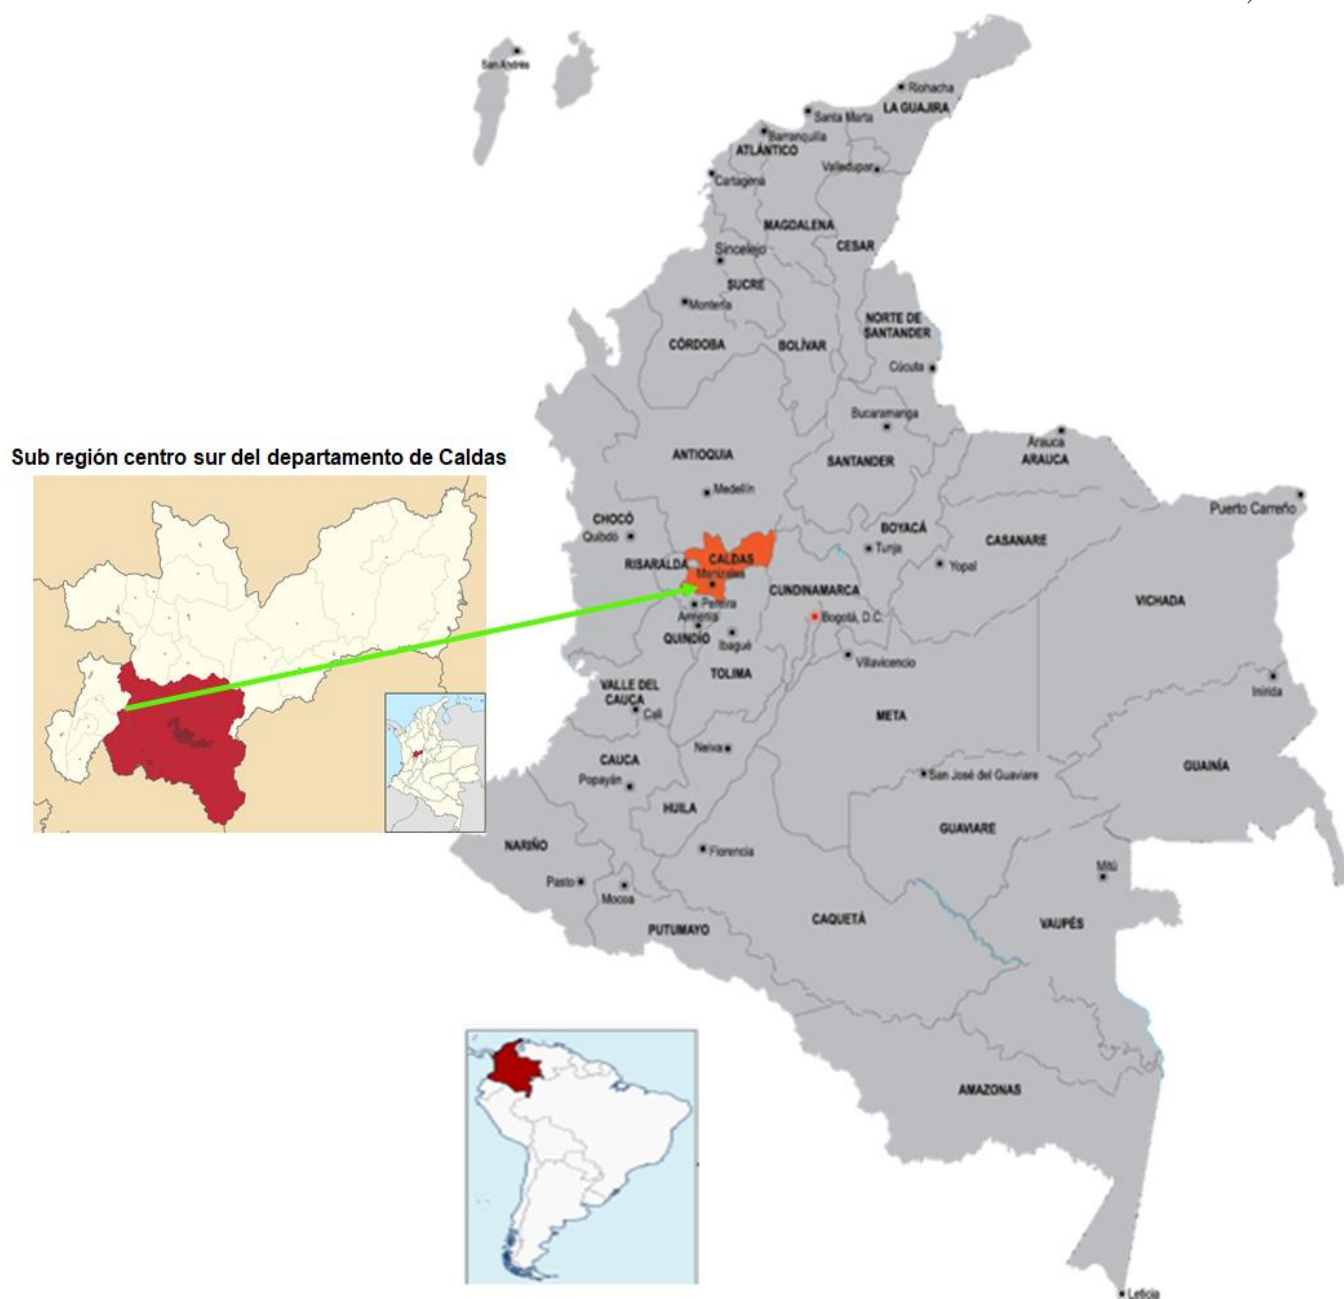 San Andrés
Riohacha
LA GUAJIRA
Santa Marta
Barranquilla
ATLÁNTICO
Valledupar
Cartagena
MAGDALENA
CESAR
Sincelejo
SUCRE
Montería
NORTE DE
SANTANDER
CÓRDOBA
BOLÍVAR
Cúcuta
Bucaramanga
Arauca
ARAUCA
ANTIOQUIA
SANTANDER
Sub región centro sur del departamento de Caldas
Medellín
Puerto Carreño
CHOCÓ
Quibdó
BOYACÁ
CASANARE
Tunja
RISARALDA
CALDAS
Yopal
Manizales
CUNDINAMARCA
VICHADA
Pereira
Armenia
Bogotá, D.C.
QUINDÍO
Ibagué
Villavicencio
TOLIMA
VALLE DEL
CAUCA
Inírida
Cali
META
Neiva
CAUCA
GUAINÍA
Popayán
San José del Guaviare
HUILA
GUAVIARE
NARIÑO
Florencia
Mitú
Pasto
Mocoa
CAQUETÁ
VAUPÉS
PUTUMAYO
AMAZONAS
Leticia